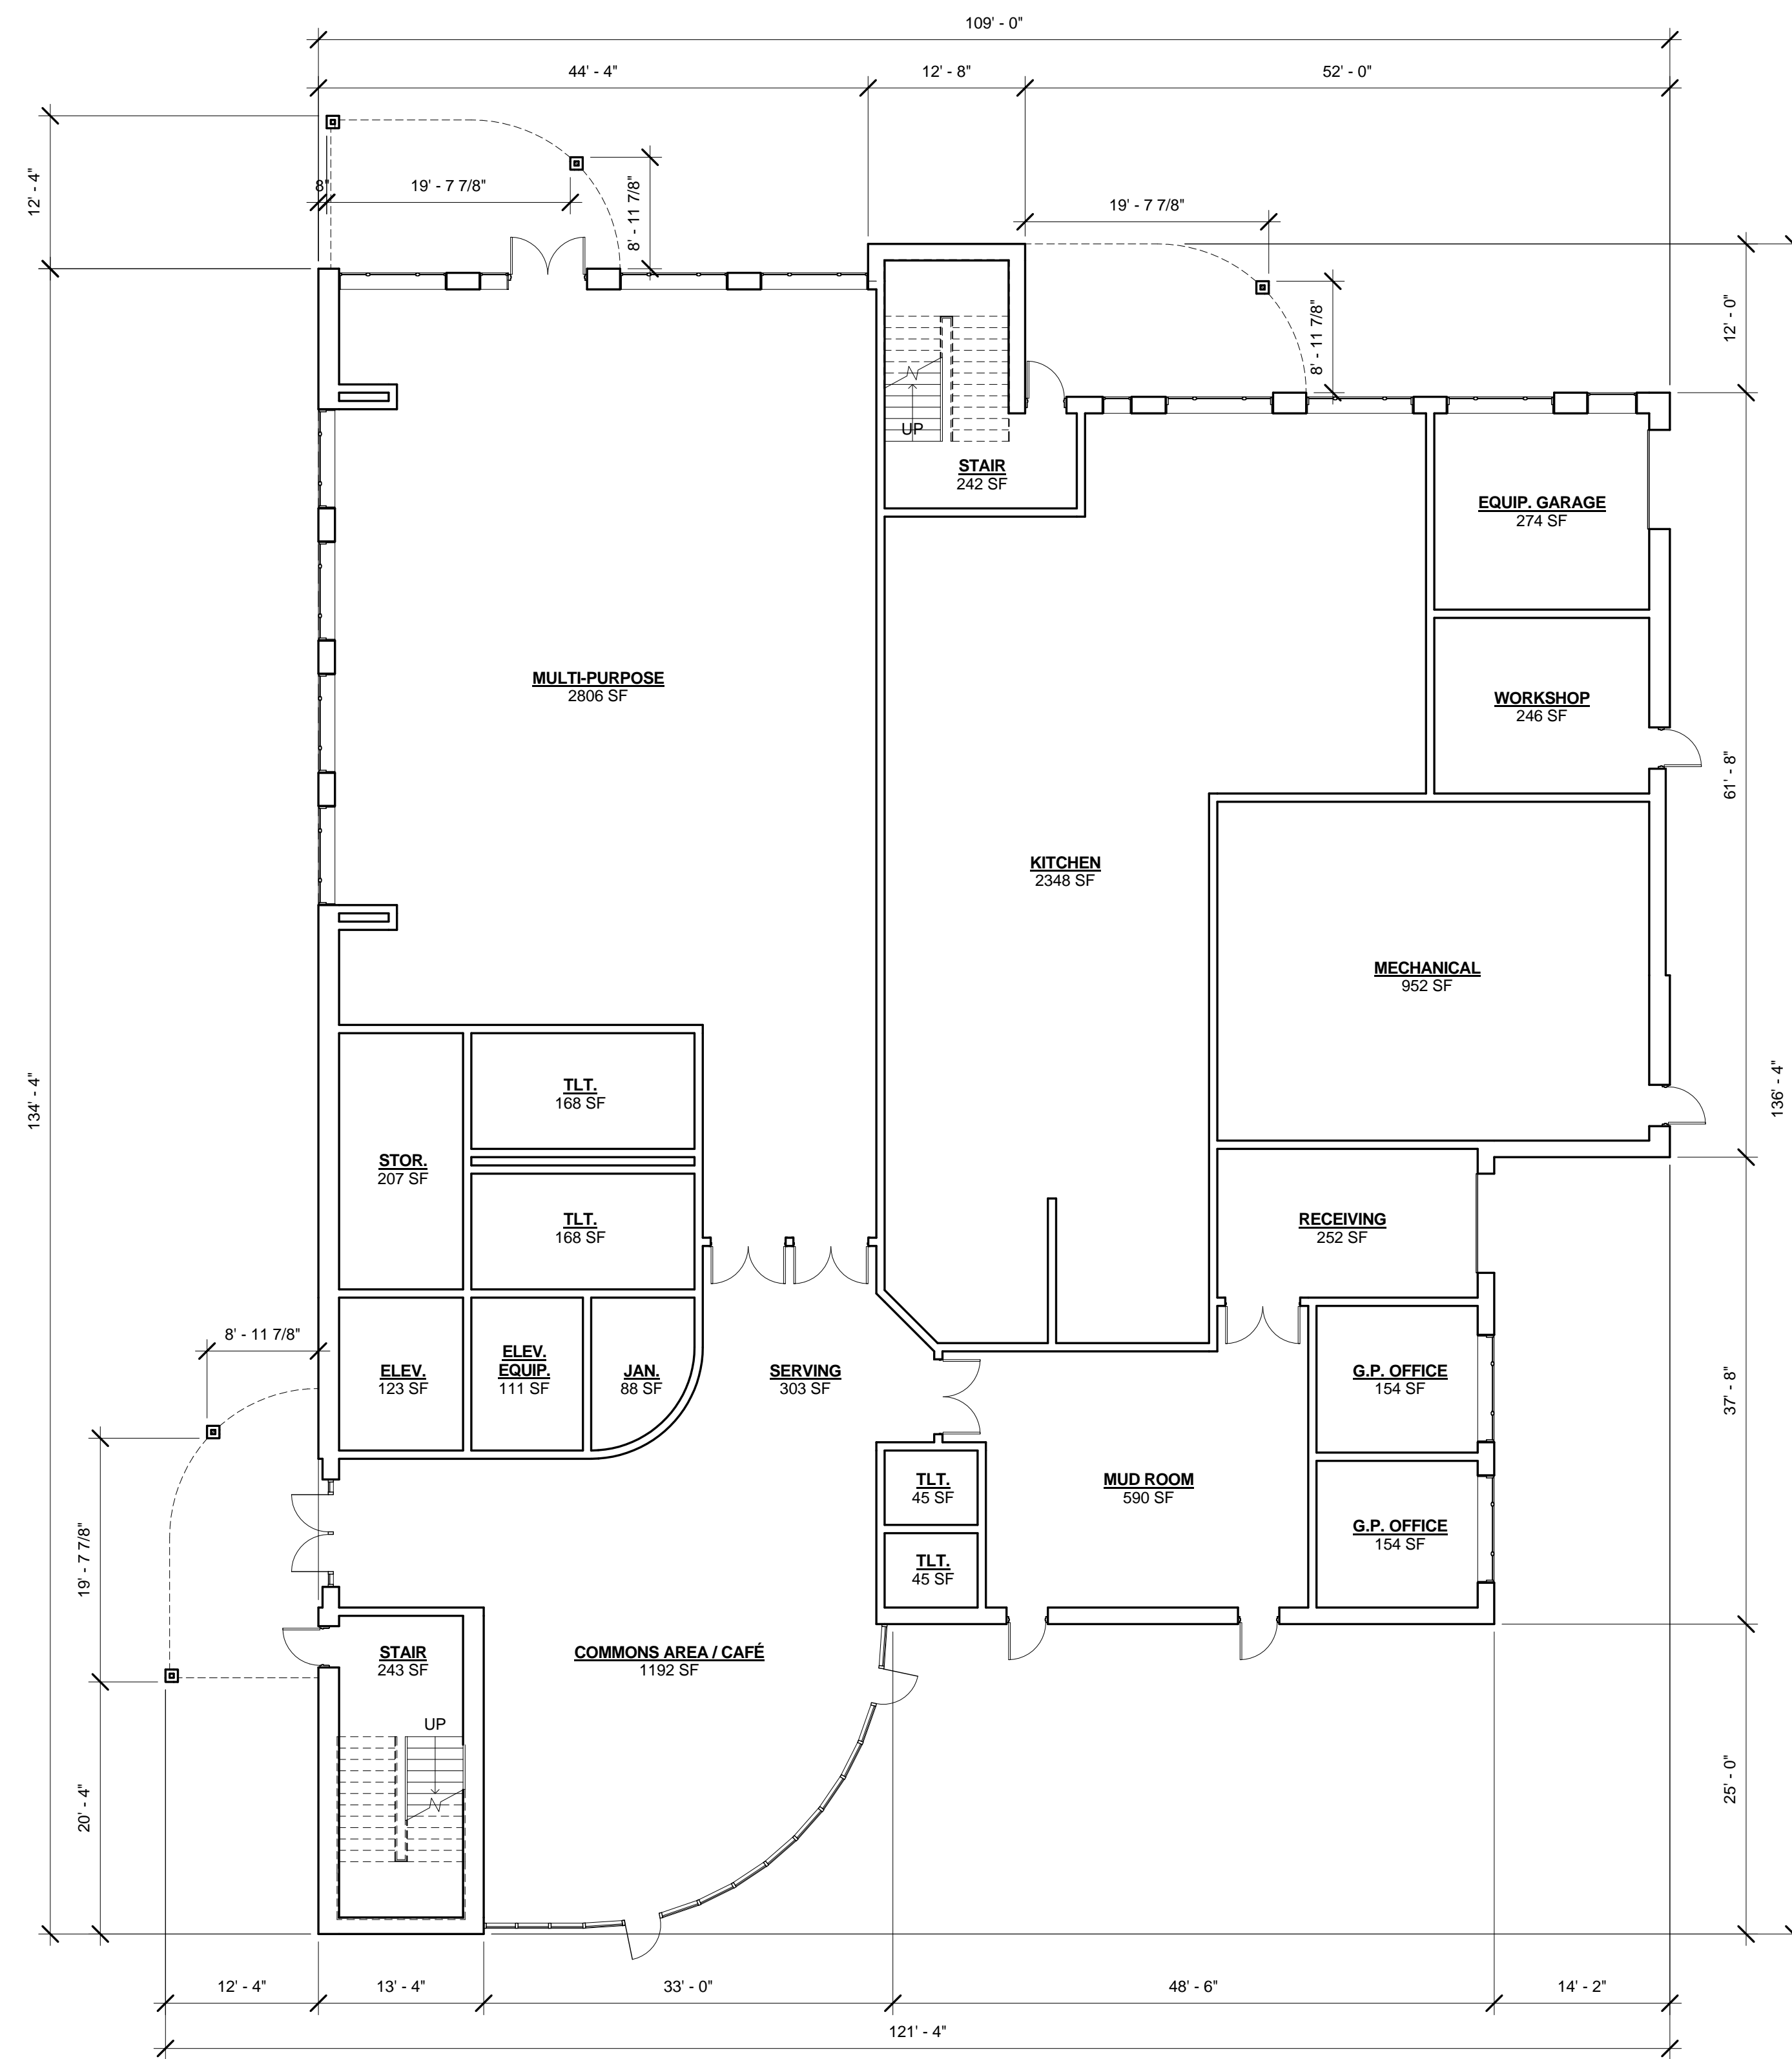 109' - 0"
44' - 4"
12' - 8"
52' - 0"
12' - 4"
8"
19' - 7 7/8"
8' - 11 7/8"
19' - 7 7/8"
8' - 11 7/8"
12' - 0"
UP
STAIR
242 SF
EQUIP. GARAGE
274 SF
MULTI-PURPOSE
2806 SF
WORKSHOP
246 SF
61' - 8"
KITCHEN
2348 SF
MECHANICAL
952 SF
134' - 4"
136' - 4"
TLT.
168 SF
STOR.
207 SF
TLT.
168 SF
RECEIVING
252 SF
8' - 11 7/8"
ELEV.
123 SF
ELEV.
EQUIP.
111 SF
JAN.
88 SF
SERVING
303 SF
G.P. OFFICE
154 SF
37' - 8"
TLT.
45 SF
MUD ROOM
590 SF
G.P. OFFICE
154 SF
TLT.
45 SF
19' - 7 7/8"
STAIR
243 SF
COMMONS AREA / CAFÉ
1192 SF
UP
20' - 4"
25' - 0"
12' - 4"
13' - 4"
33' - 0"
48' - 6"
14' - 2"
121' - 4"